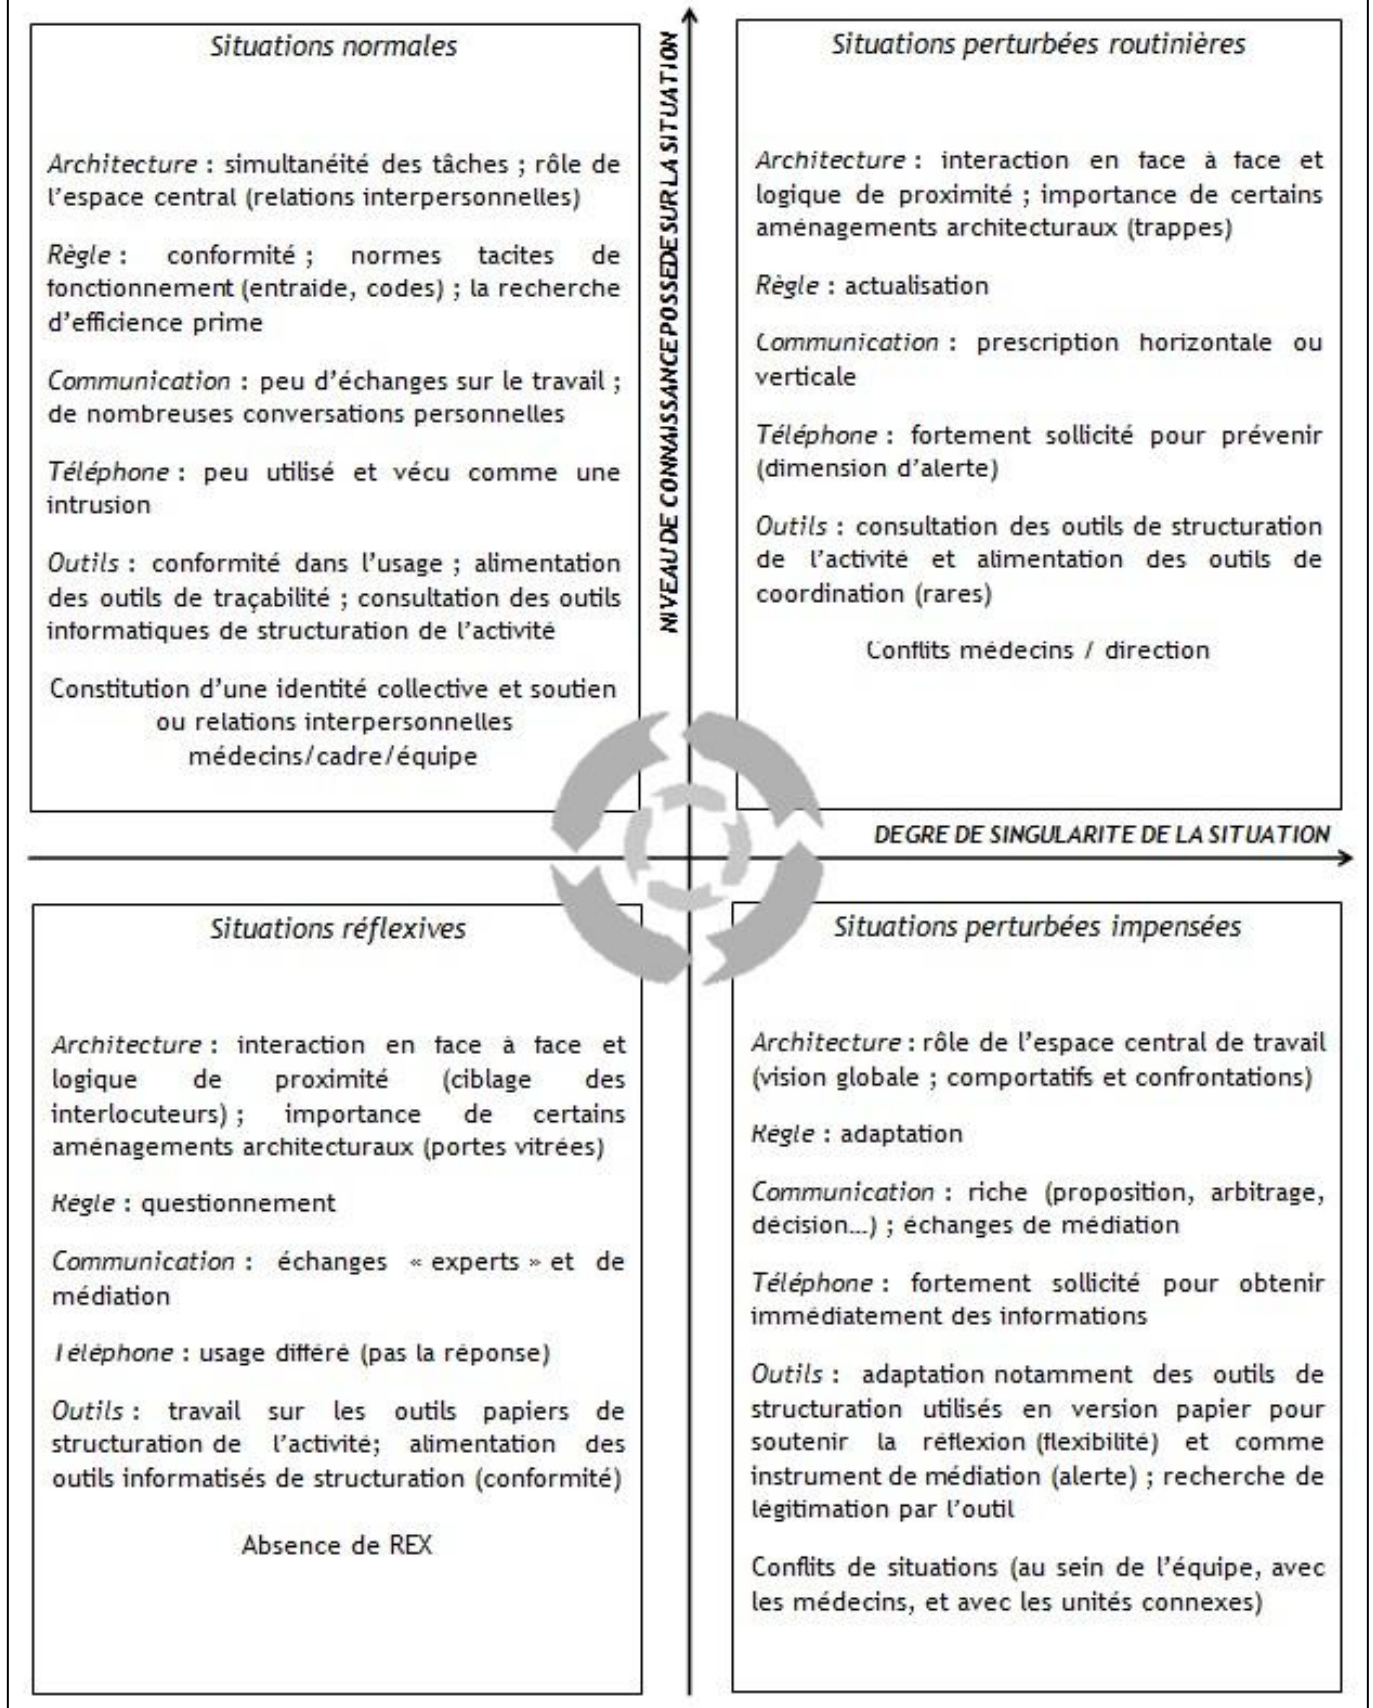 Situations normales
Architecture : simultanéité des tâches ; rôle de
l'espace central (relations interpersonnelles)
Règle : conformité ; normes tacites de
fonctionnement (entraide, codes) ; la recherche
d'efficience prime
Communication : peu d'échanges sur le travail ;
de nombreuses conversations personnelles
Téléphone : peu utilisé et vécu comme une
intrusion
Outils : conformité dans l'usage ; alimentation
des outils de traçabilité ; consultation des outils
informatiques de structuration de l'activité
Constitution d'une identité collective et soutien
ou relations interpersonnelles
médecins/cadre/équipe
NIVEAU DE CONNAISSANCE POSSEDE SUR LA SITUATION
Situations perturbées routinières
Architecture : interaction en face à face et
logique de proximité ; importance de certains
aménagements architecturaux (trappes)
Règle : actualisation
Communication : prescription horizontale ou
verticale
Téléphone : fortement sollicité pour prévenir
(dimension d'alerte)
Outils : consultation des outils de structuration
de l'activité et alimentation des outils de
coordination (rares)
Conflits médecins / direction
DEGRE DE SINGULARITE DE LA SITUATION
Situations réflexives
Architecture : interaction en face à face et
logique de proximité (ciblage des
interlocuteurs) ; importance de certains
aménagements architecturaux (portes vitrées)
Règle : questionnement
Communication : échanges « experts » et de
médiation
Téléphone : usage différé (pas la réponse)
Outils : travail sur les outils papiers de
structuration de l'activité; alimentation des
outils informatisés de structuration (conformité)
Absence de REX
Situations perturbées impensées
Architecture : rôle de l'espace central de travail
(vision globale ; comportatifs et confrontations)
Règle : adaptation
Communication : riche (proposition, arbitrage,
décision…) ; échanges de médiation
Téléphone : fortement sollicité pour obtenir
immédiatement des informations
Outils : adaptation notamment des outils de
structuration utilisés en version papier pour
soutenir la réflexion (flexibilité) et comme
instrument de médiation (alerte) ; recherche de
légitimation par l'outil
Conflits de situations (au sein de l'équipe, avec
les médecins, et avec les unités connexes)